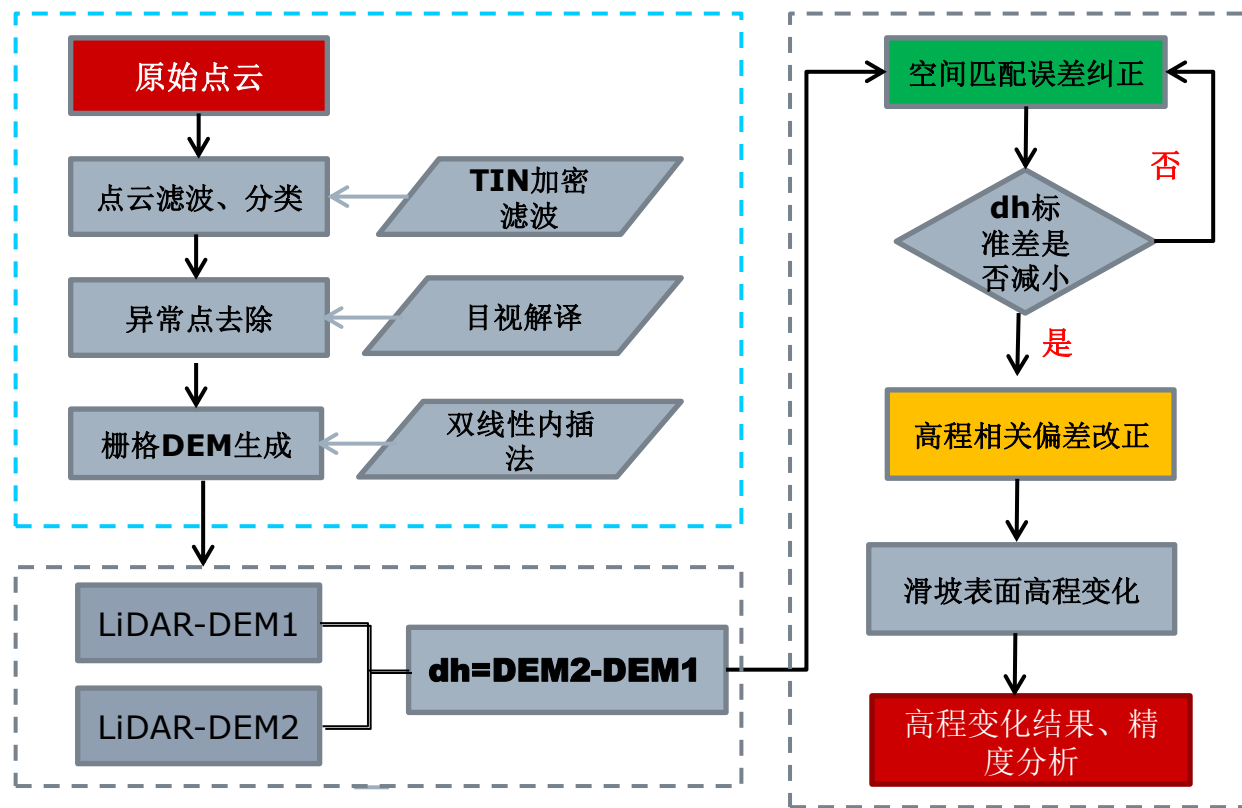 原始点云
点云滤波、分类
TIN加密
滤波
异常点去除
目视解译
栅格DEM生成
双线性内插
法
LiDAR-DEM1
LiDAR-DEM2
dh=DEM2-DEM1
空间匹配误差纠正
否
dh标
准差是
否减小
是
高程相关偏差改正
滑坡表面高程变化
高程变化结果、精
度分析